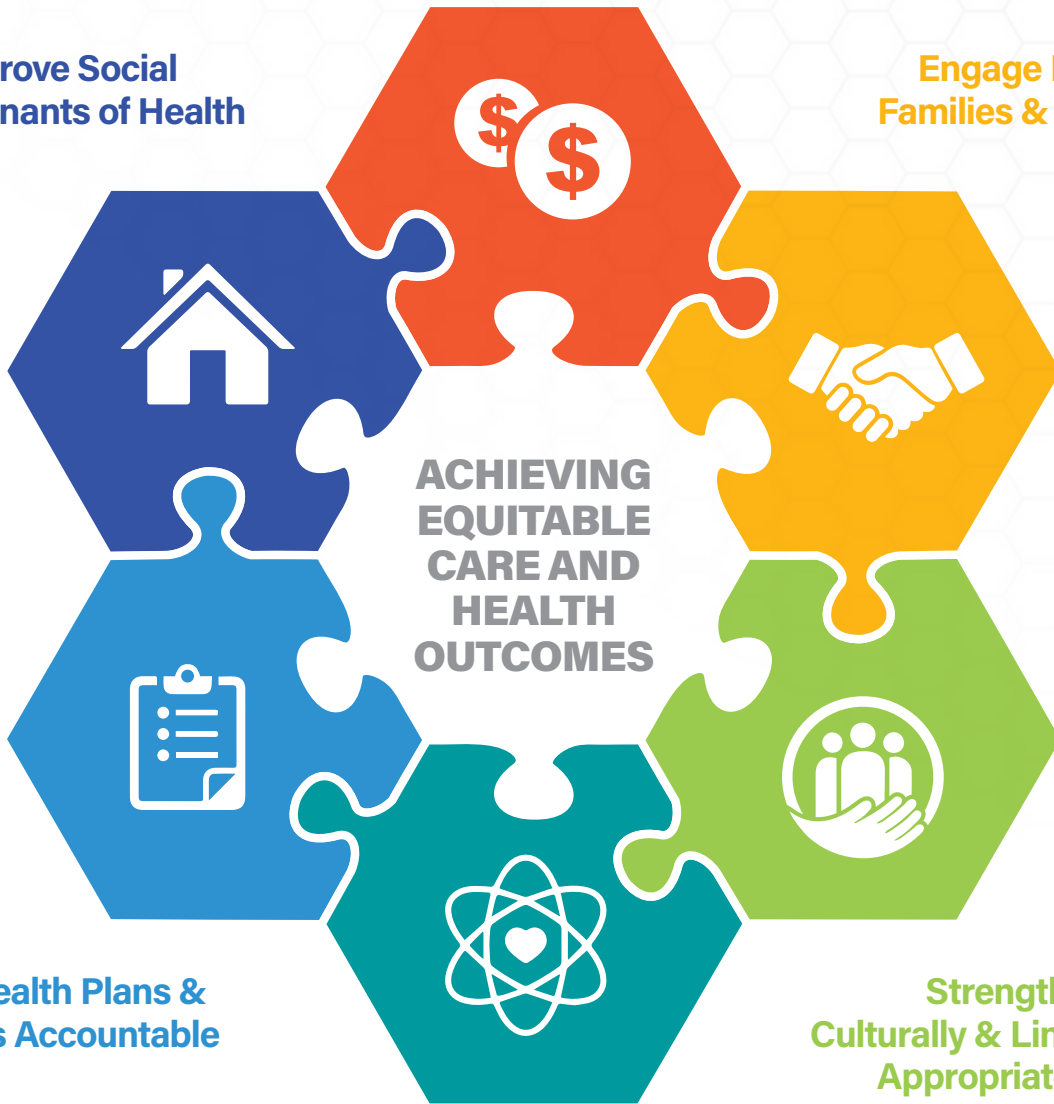 rove Social
nants of Health
Engage
Families &
$
$
ACHIEVING
EQUITABLE
CARE AND
HEALTH
OUTCOMES
ealth Plans &
s Accountable
Strengt
Culturally & Lin
Appropriat